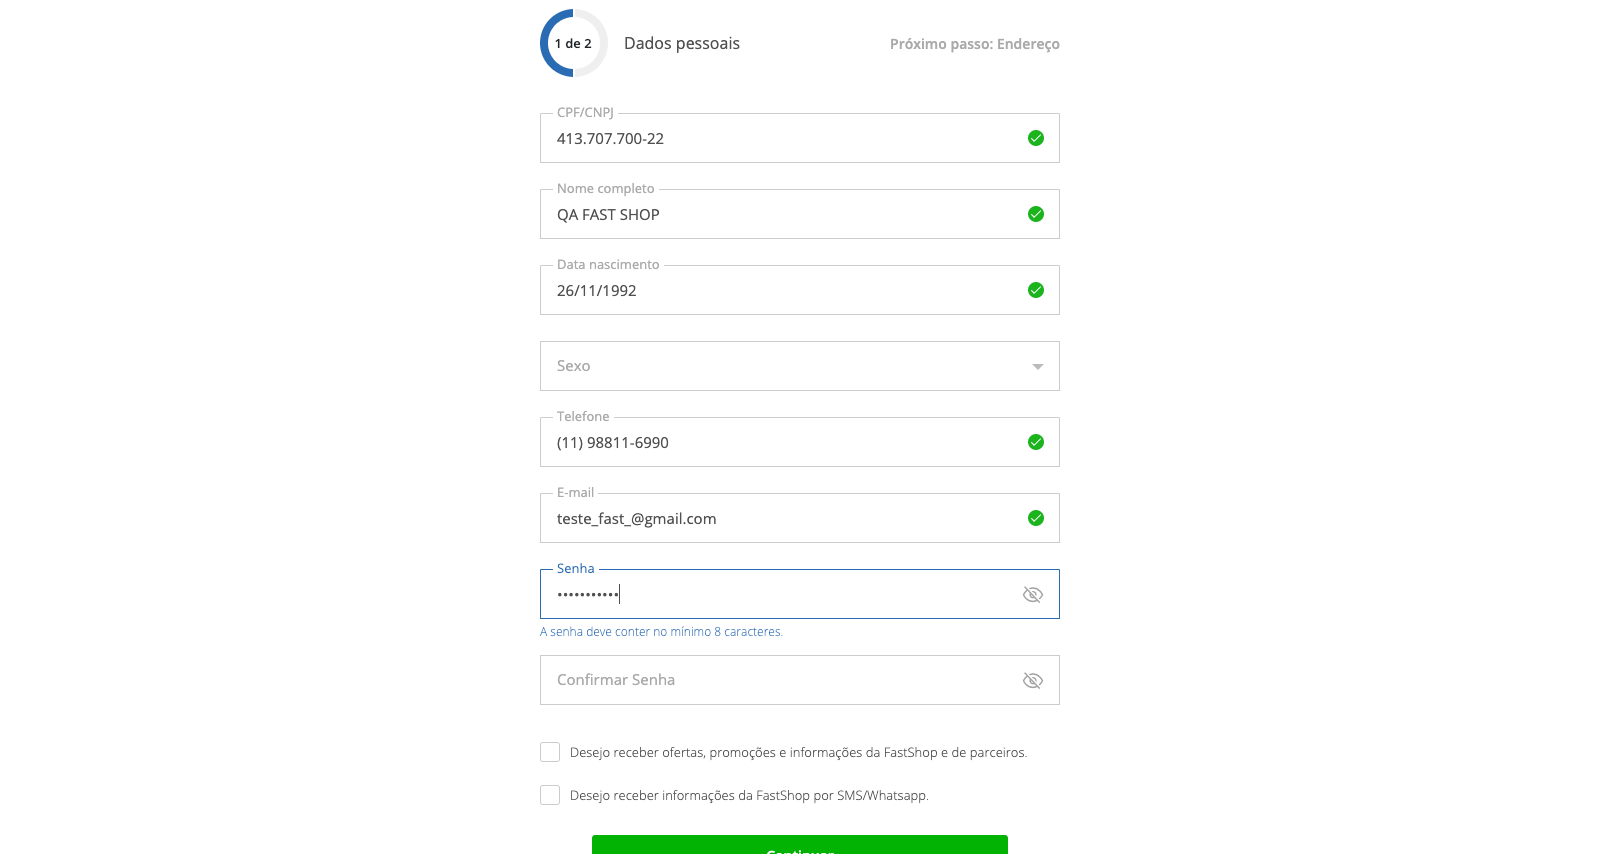 1 de 2
Dados pessoais
Próximo passo: Endereço
CPF/CNPJ
413.707.700-22
Nome completo
QA FAST SHOP
Data nascimento
26/11/1992
Sexo
Telefone
(11) 98811-6990
E-mail
teste_fast_@gmail.com
Senha
•••••••••••
A senha deve conter no mínimo 8 caracteres.
Confirmar Senha
Desejo receber ofertas, promoções e informações da FastShop e de parceiros.
Desejo receber informações da FastShop por SMS/Whatsapp.
Continuar